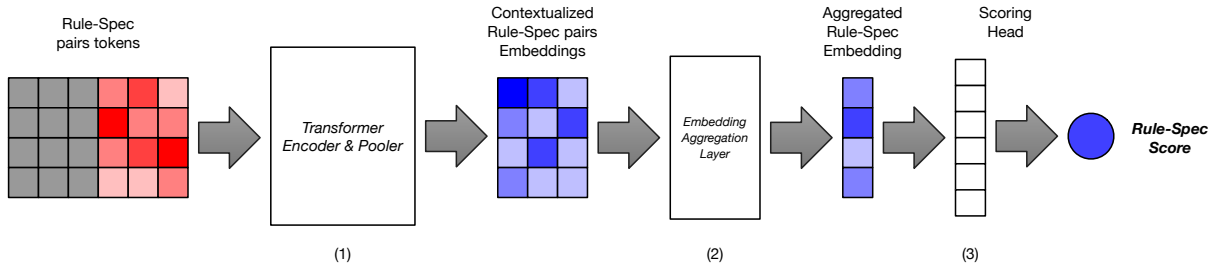 Rule-Spec
pairs tokens
Transformer
Encoder & Pooler
(1)
Contextualized
Rule-Spec pairs
Embeddings
Embedding
Aggregation
Layer
(2)
Aggregated
Rule-Spec
Embedding
Scoring
Head
(3)
Rule-Spec
Score